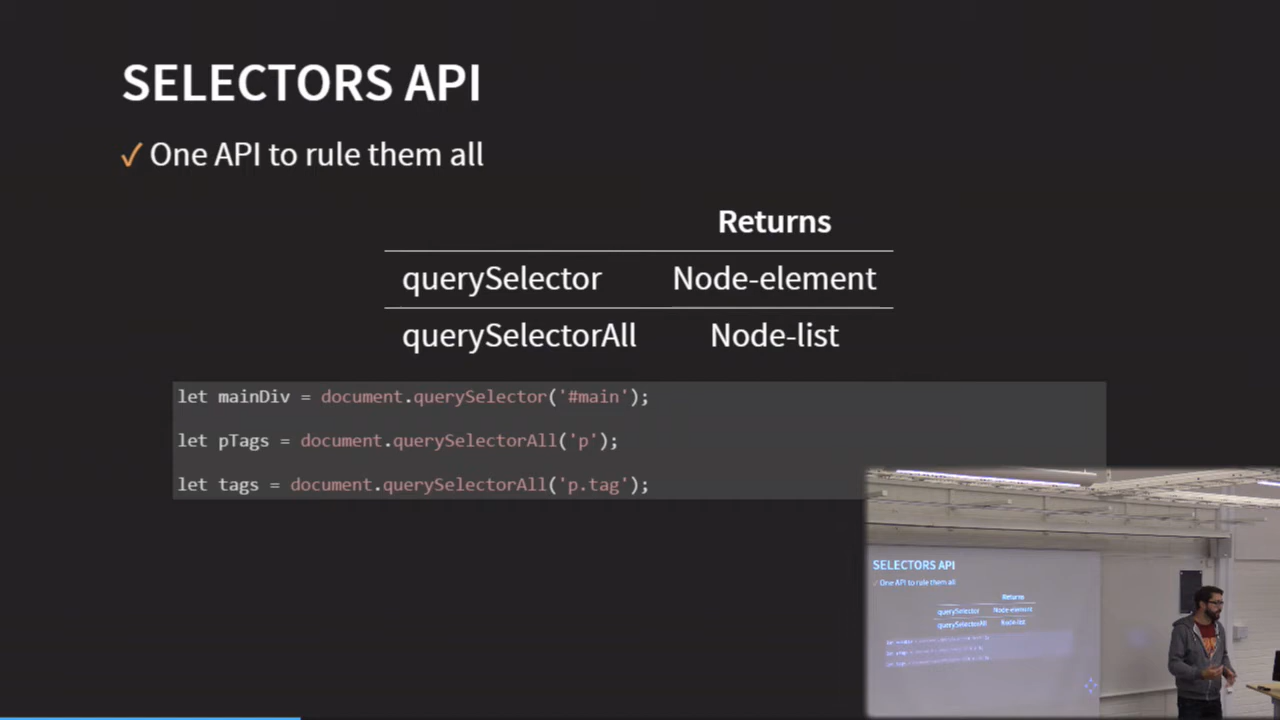 SELECTORS API
✓ One API to rule them all
Returns
querySelector Node-element
querySelectorAll Node-list
let mainDiv = document.querySelector('#main');
let pTags = document.querySelectorAll('p');
let tags = document.querySelectorAll('p.tag');
SELECTORS API
✓ One API to rule them all
Returns
querySelector Node-element
querySelectorAll Node-list